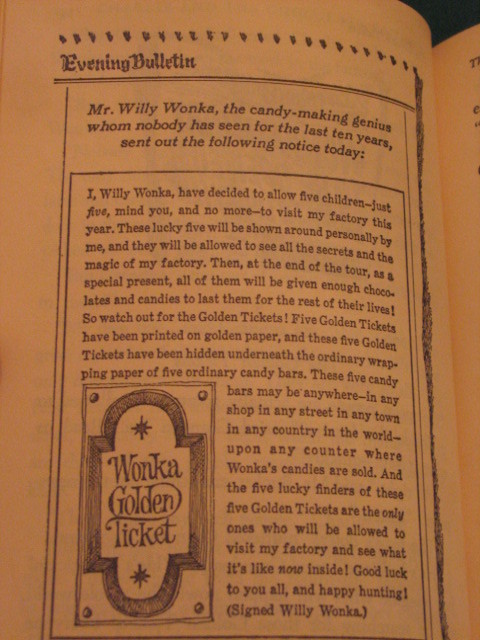 Evening Bulletin
Mr. Willy Wonka, the candy-making genius
whom nobody has seen for the last ten years,
sent out the following notice today:
I, Willy Wonka, have decided to allow five children—just
five, mind you, and no more—to visit my factory this
year. These lucky five will be shown around personally by
me, and they will be allowed to see all the secrets and the
magic of my factory. Then, at the end of the tour, as a
special present, all of them will be given enough choco-
lates and candies to last them for the rest of their lives!
So watch out for the Golden Tickets! Five Golden Tickets
have been printed on golden paper, and these five Golden
Tickets have been hidden underneath the ordinary wrap-
ping paper of five ordinary candy bars. These five candy
bars may be anywhere—in any
shop in any street in any town
in any country in the world—
upon any counter where
Wonka's candies are sold. And
the five lucky finders of these
five Golden Tickets are the only
ones who will be allowed to
visit my factory and see what
it's like now inside! Good luck
to you all, and happy hunting!
(Signed Willy Wonka.)
Wonka
Golden
Ticket